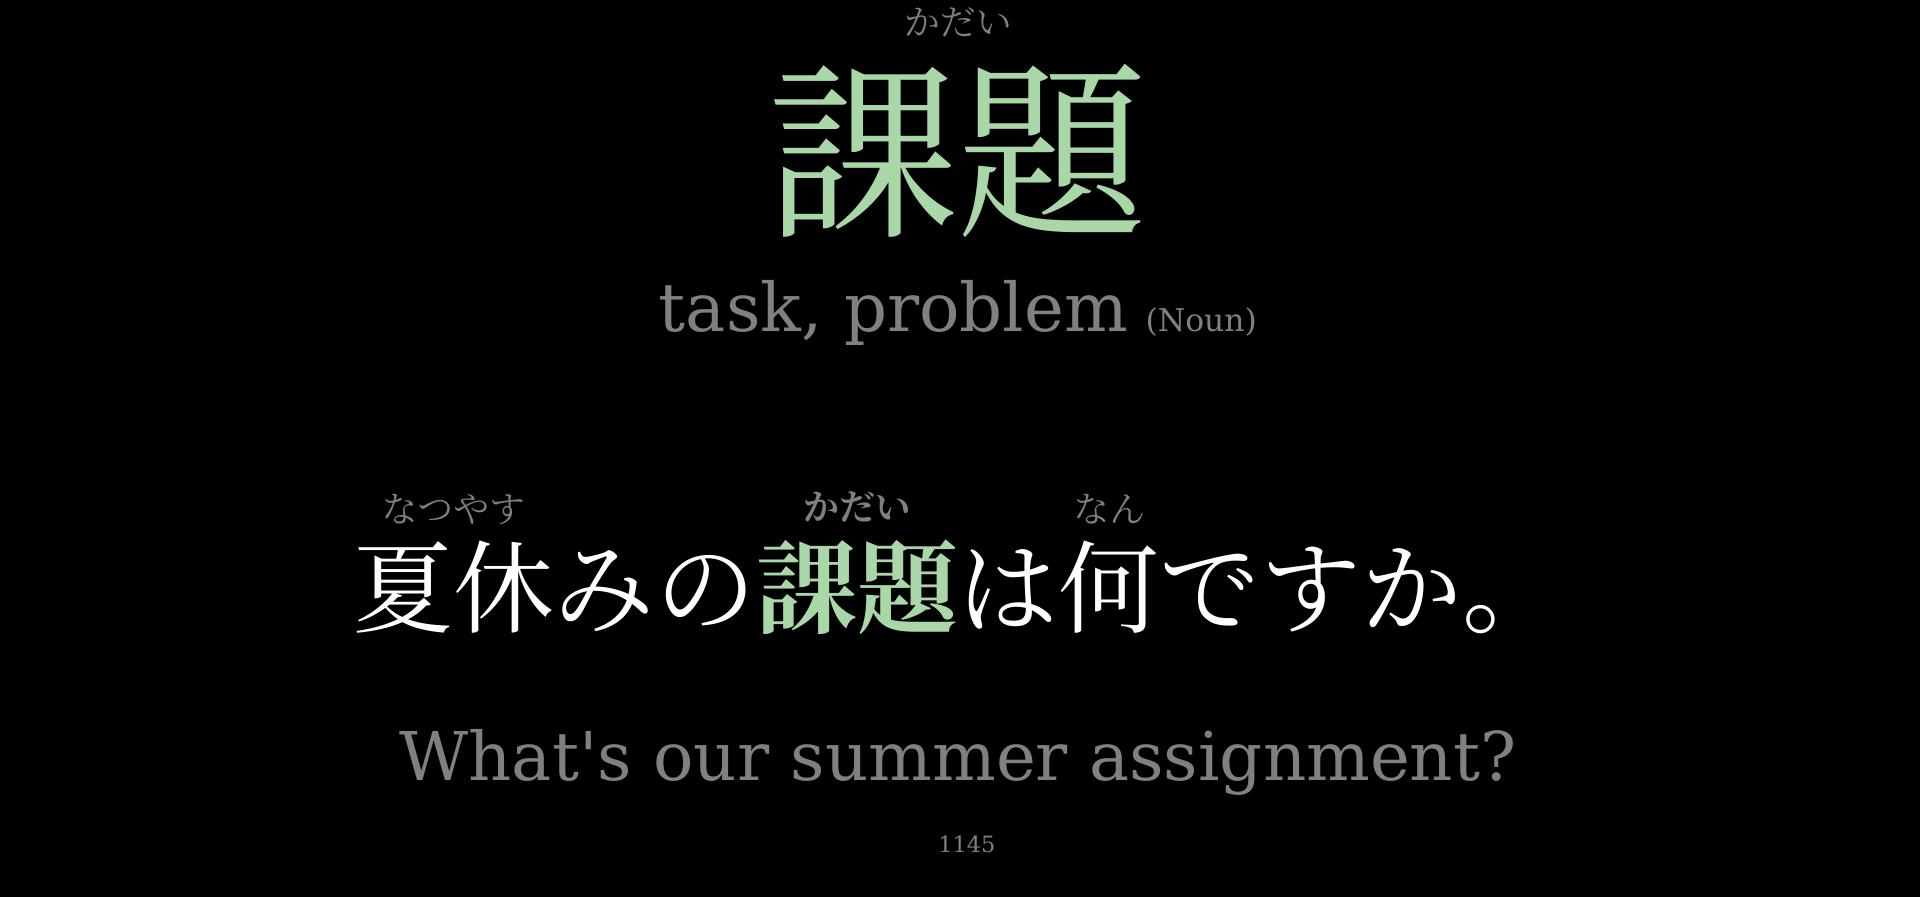 かだい
課題
task, problem (Noun)
なつやす かだい なん
夏休みの課題は何ですか。
What's our summer assignment?
1145